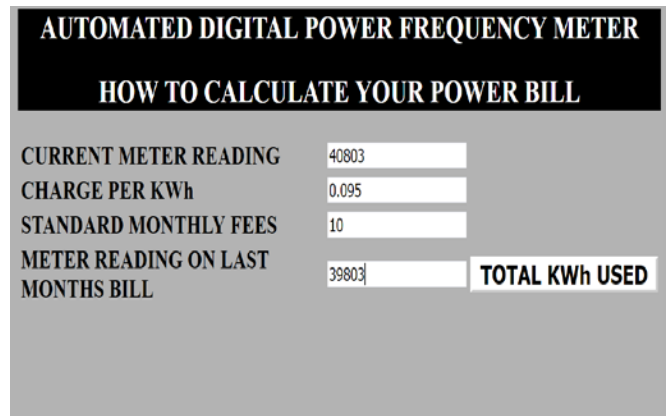 AUTOMATED DIGITAL POWER FREQUENCY METER
HOW TO CALCULATE YOUR POWER BILL
CURRENT METER READING 40803
CHARGE PER KWh 0.095
STANDARD MONTHLY FEES 10
METER READING ON LAST
MONTHS BILL 39803 TOTAL KWh USED